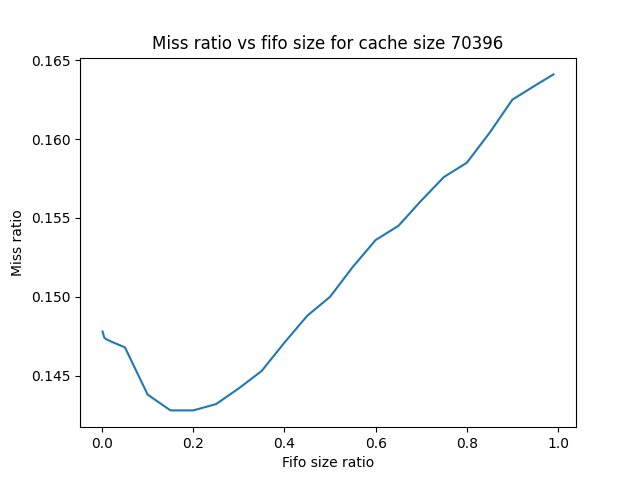 Miss ratio vs fifo size for cache size 70396
0.165
0.160
0.155
0.150
0.145
Miss ratio
0.0 0.2 0.4 0.6 0.8 1.0
Fifo size ratio